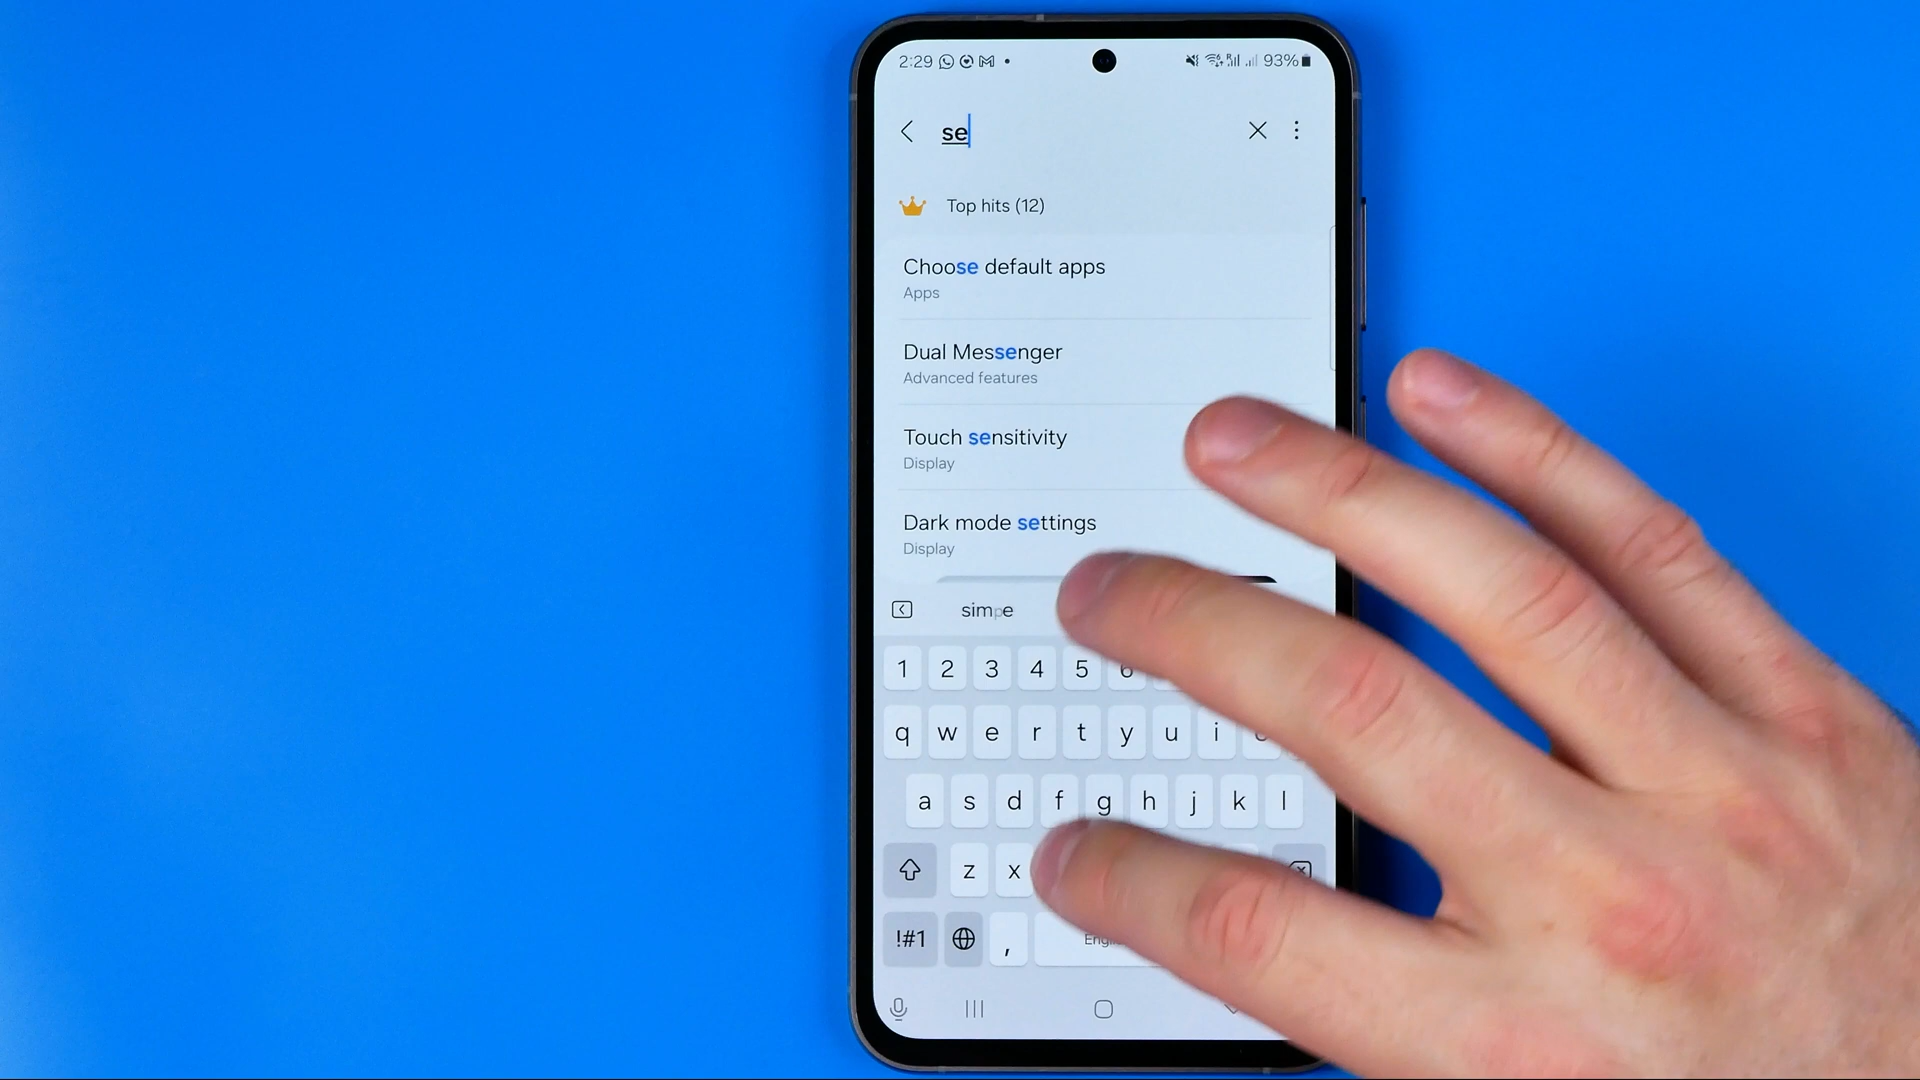 2:29 93%
se
Top hits (12)
Choose default apps
Apps
Dual Messenger
Advanced features
Touch sensitivity
Display
Dark mode settings
Display
1 2 3 4 5 6
q w e r t y u i
a s d f g h j k l
z x
!#1 ,